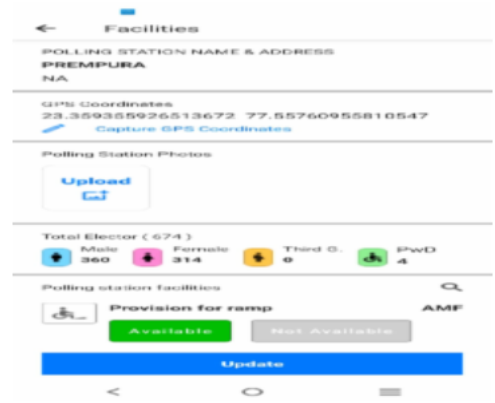 Facilities
POLLING STATION NAME & ADDRESS
PREMPURA
NA
GPS Coordinates
23.359355926513672 77.55760955810547
Capture GPS Coordinates
Polling Station Photos
Upload
Total Elector ( 674 )
Male Female Third G. PwD
360 314 0 4
Polling station facilities
Provision for ramp AMF
Available Not Available
Update